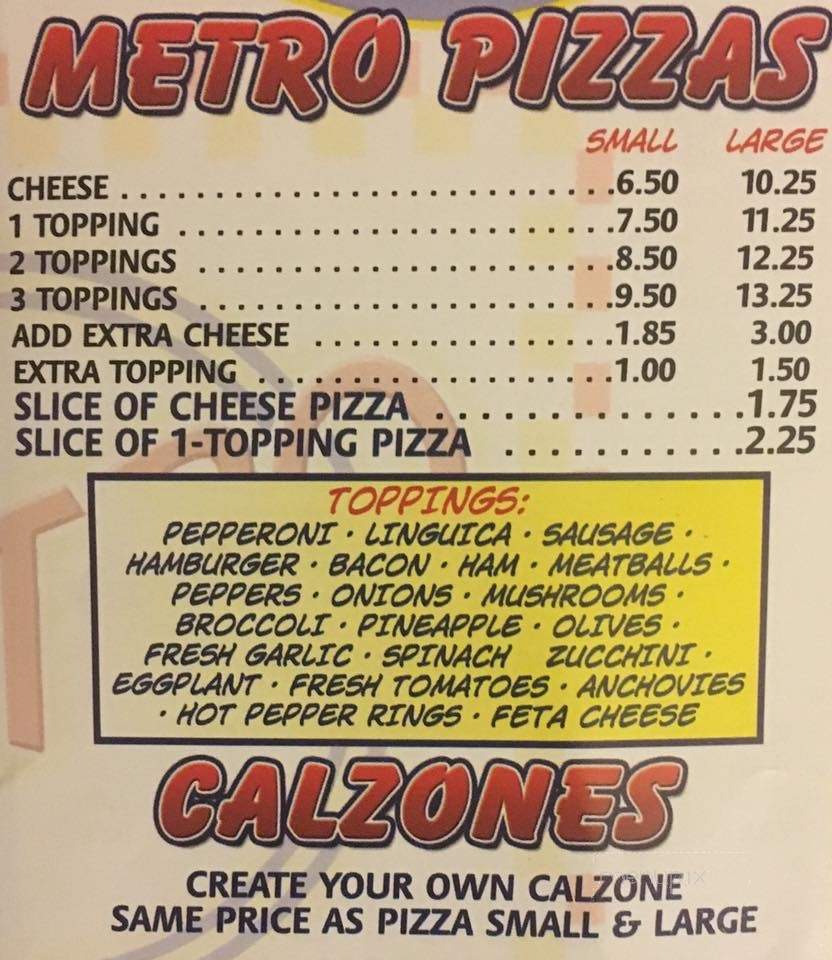 METRO PIZZAS
SMALL LARGE
CHEESE . . . . . . . . . . . . . . . . . . . . . . . . . . .6.50 10.25
1 TOPPING . . . . . . . . . . . . . . . . . . . . . . . .7.50 11.25
2 TOPPINGS . . . . . . . . . . . . . . . . . . . . . . .8.50 12.25
3 TOPPINGS . . . . . . . . . . . . . . . . . . . . . . .9.50 13.25
ADD EXTRA CHEESE . . . . . . . . . . . . . . . .1.85 3.00
EXTRA TOPPING . . . . . . . . . . . . . . . . . . .1.00 1.50
SLICE OF CHEESE PIZZA . . . . . . . . . . . . . .1.75
SLICE OF 1-TOPPING PIZZA . . . . . . . . . . .2.25
TOPPINGS:
PEPPERONI · LINGUICA · SAUSAGE ·
HAMBURGER · BACON · HAM · MEATBALLS ·
PEPPERS · ONIONS · MUSHROOMS ·
BROCCOLI · PINEAPPLE · OLIVES ·
FRESH GARLIC · SPINACH ZUCCHINI ·
EGGPLANT · FRESH TOMATOES · ANCHOVIES
· HOT PEPPER RINGS · FETA CHEESE
CALZONES
CREATE YOUR OWN CALZONE
SAME PRICE AS PIZZA SMALL & LARGE